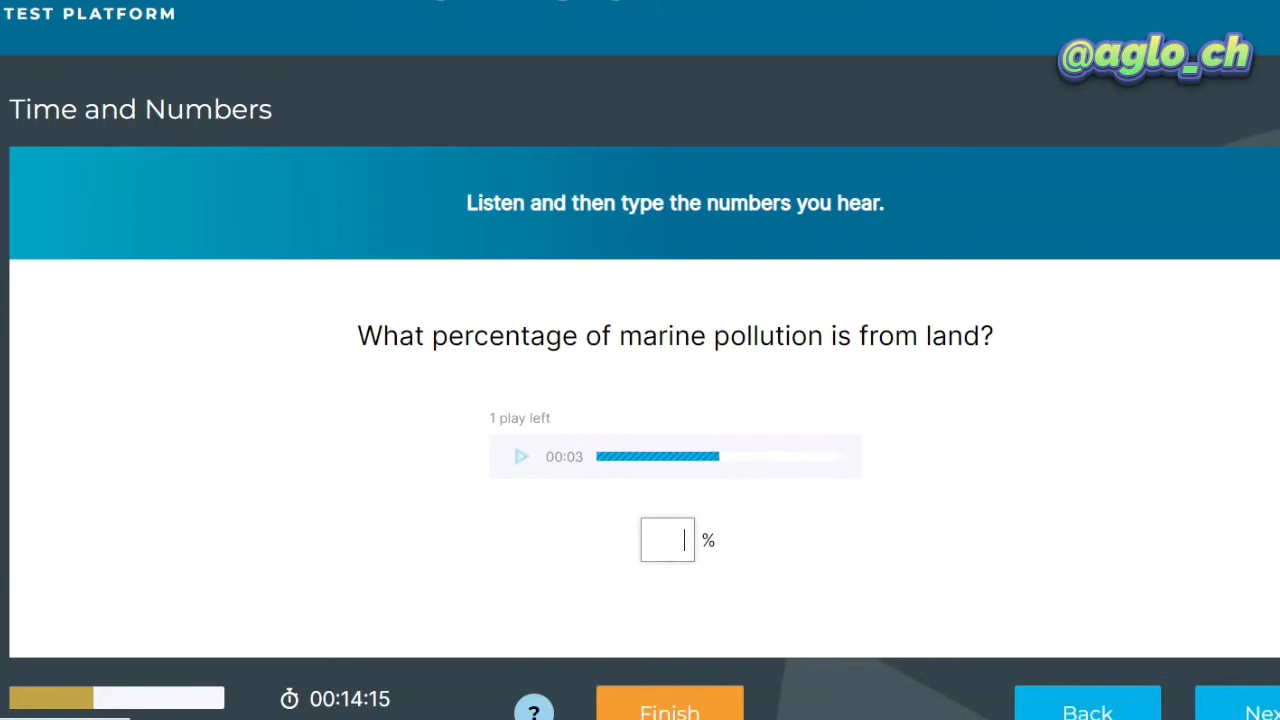 TEST PLATFORM
@aglo_ch
Time and Numbers
Listen and then type the numbers you hear.
What percentage of marine pollution is from land?
1 play left
00:03
%
00:14:15
?
Finish
Back
Nex